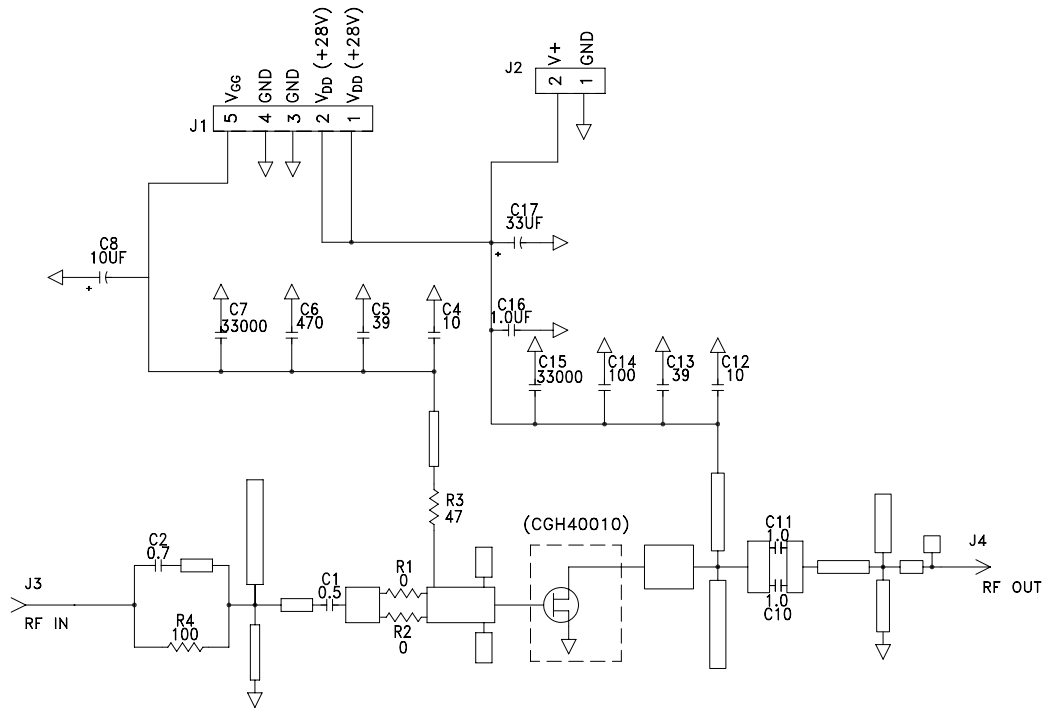 J1
5 VGG
4 GND
3 GND
2 VDD (+28V)
1 VDD (+28V)
J2
2 V+
1 GND
C8
10UF
+
C17
33UF
+
C7
33000
C6
470
C5
39
C4
10
C16
1.0UF
C15
33000
C14
100
C13
39
C12
10
R3
47
(CGH40010)
C2
0.7
R4
100
J3
RF IN
C1
0.5
R1
0
R2
0
C11
1.0
1.0
C10
J4
RF OUT